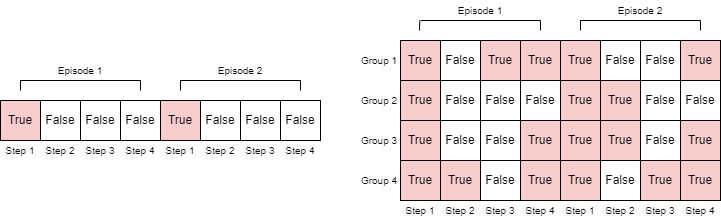 Episode 1 Episode 2
True False False False True False False False
Step 1 Step 2 Step 3 Step 4 Step 1 Step 2 Step 3 Step 4
Episode 1 Episode 2
Group 1 True False True True True False False True
Group 2 True False False False True True False False
Group 3 True False False True True True False True
Group 4 True True False True True False True True
Step 1 Step 2 Step 3 Step 4 Step 1 Step 2 Step 3 Step 4